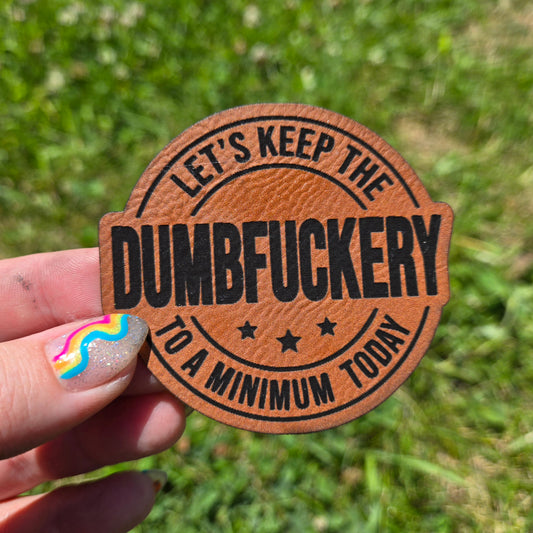 LET'S KEEP THE
DUMBFUCKERY
TO A MINIMUM TODAY